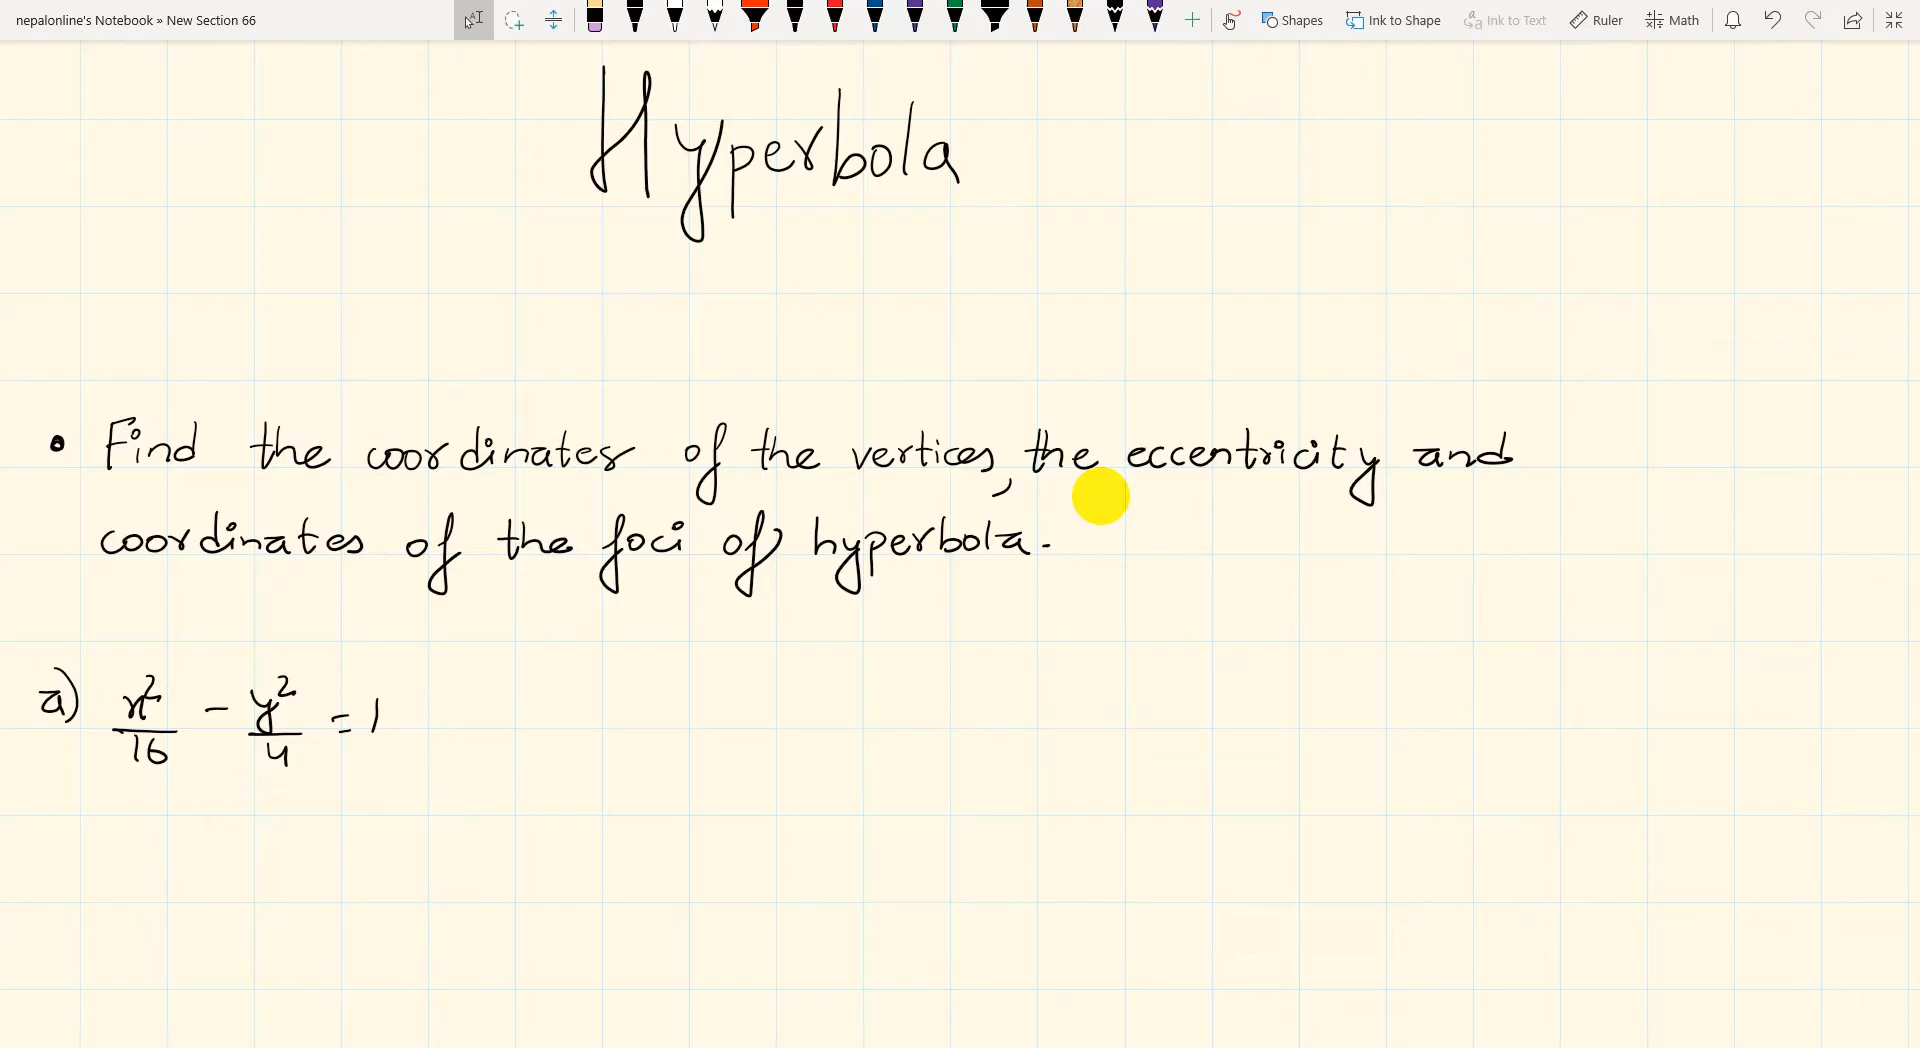 nepalonline's Notebook » New Section 66
Shapes
Ink to Shape
Ink to Text
Ruler
Math
Hyperbola
• Find the coordinates of the vertices, the eccentricity and
coordinates of the foci of hyperbola.
a) x²/16 - y²/4 = 1